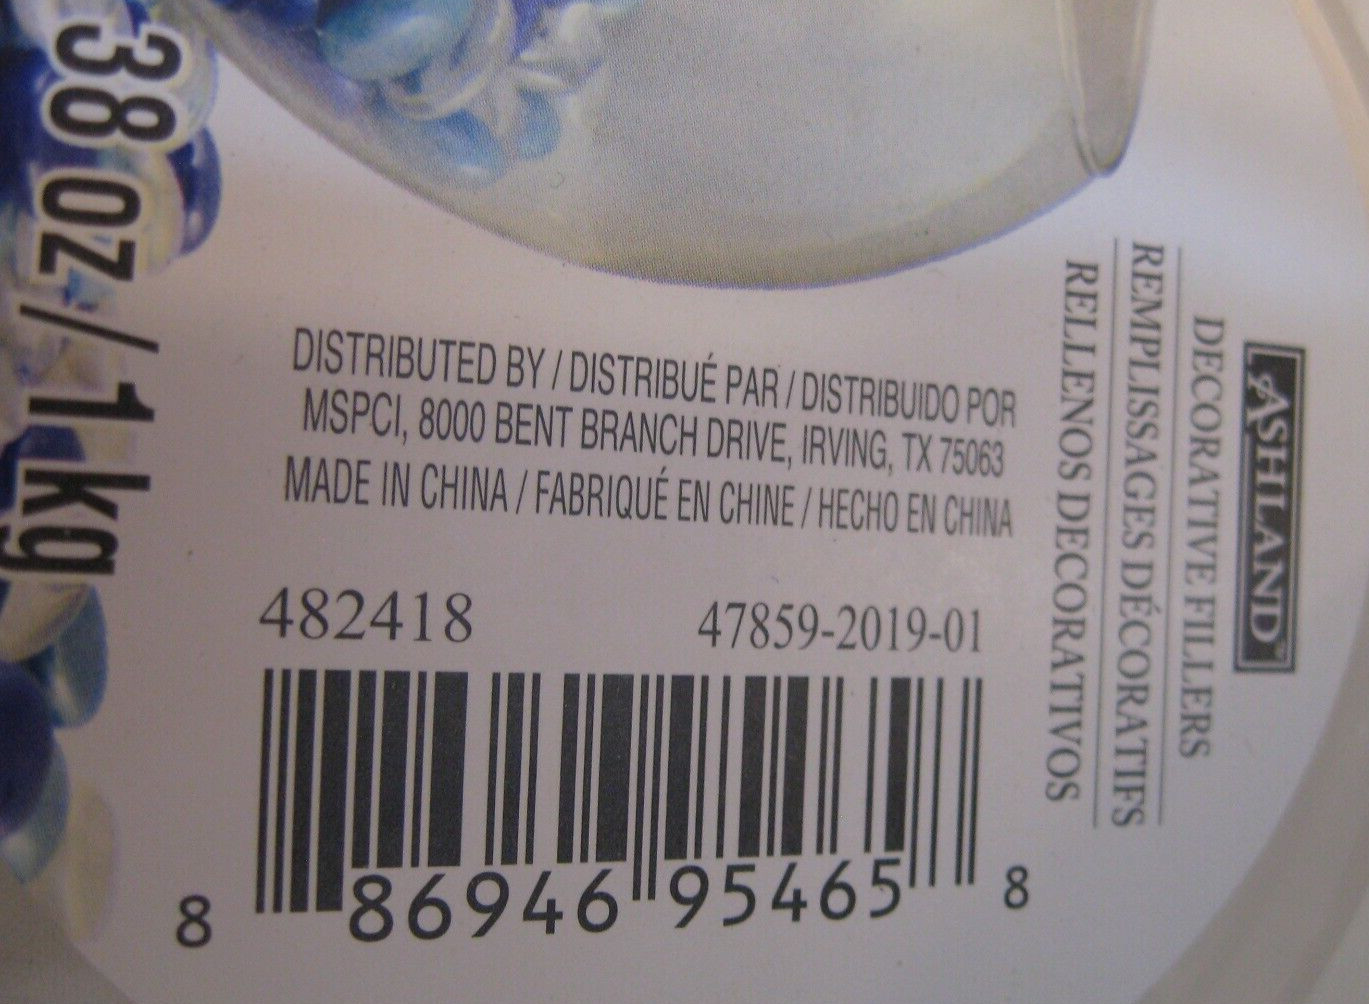 38 oz / 1 kg
DISTRIBUTED BY / DISTRIBUÉ PAR / DISTRIBUIDO POR
MSPCI, 8000 BENT BRANCH DRIVE, IRVING, TX 75063
MADE IN CHINA / FABRIQUÉ EN CHINE / HECHO EN CHINA
482418 47859-2019-01
8 86946 95465 8
ASHLAND™
DECORATIVE FILLERS
REMPLISSAGES DÉCORATIFS
RELLENOS DECORATIVOS